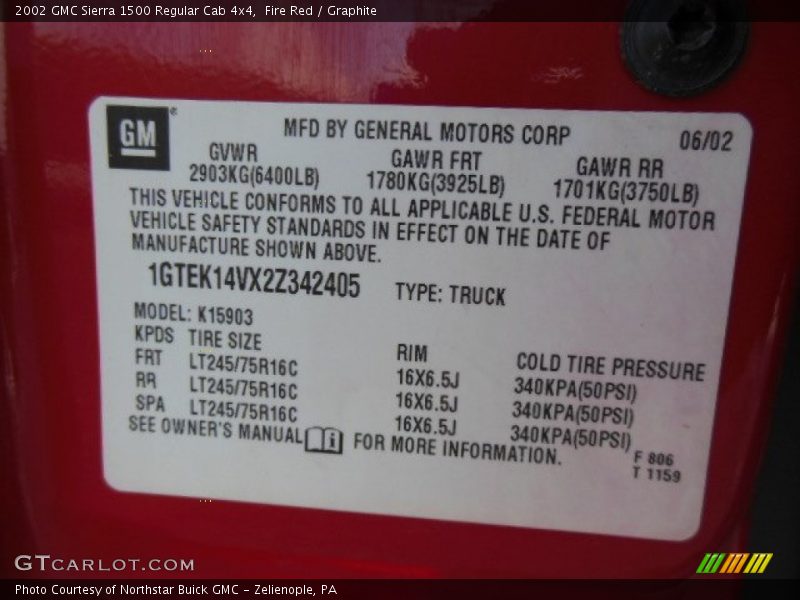 2002 GMC Sierra 1500 Regular Cab 4x4, Fire Red / Graphite
GM ®
MFD BY GENERAL MOTORS CORP 06/02
GVWR GAWR FRT GAWR RR
2903KG(6400LB) 1780KG(3925LB) 1701KG(3750LB)
THIS VEHICLE CONFORMS TO ALL APPLICABLE U.S. FEDERAL MOTOR
VEHICLE SAFETY STANDARDS IN EFFECT ON THE DATE OF
MANUFACTURE SHOWN ABOVE.
1GTEK14VX2Z342405 TYPE: TRUCK
MODEL: K15903
KPDS TIRE SIZE RIM COLD TIRE PRESSURE
FRT LT245/75R16C 16X6.5J 340KPA(50PSI)
RR LT245/75R16C 16X6.5J 340KPA(50PSI)
SPA LT245/75R16C 16X6.5J 340KPA(50PSI)
SEE OWNER'S MANUAL i FOR MORE INFORMATION.
F 806
T 1159
GTCARLOT.COM
Photo Courtesy of Northstar Buick GMC - Zelienople, PA